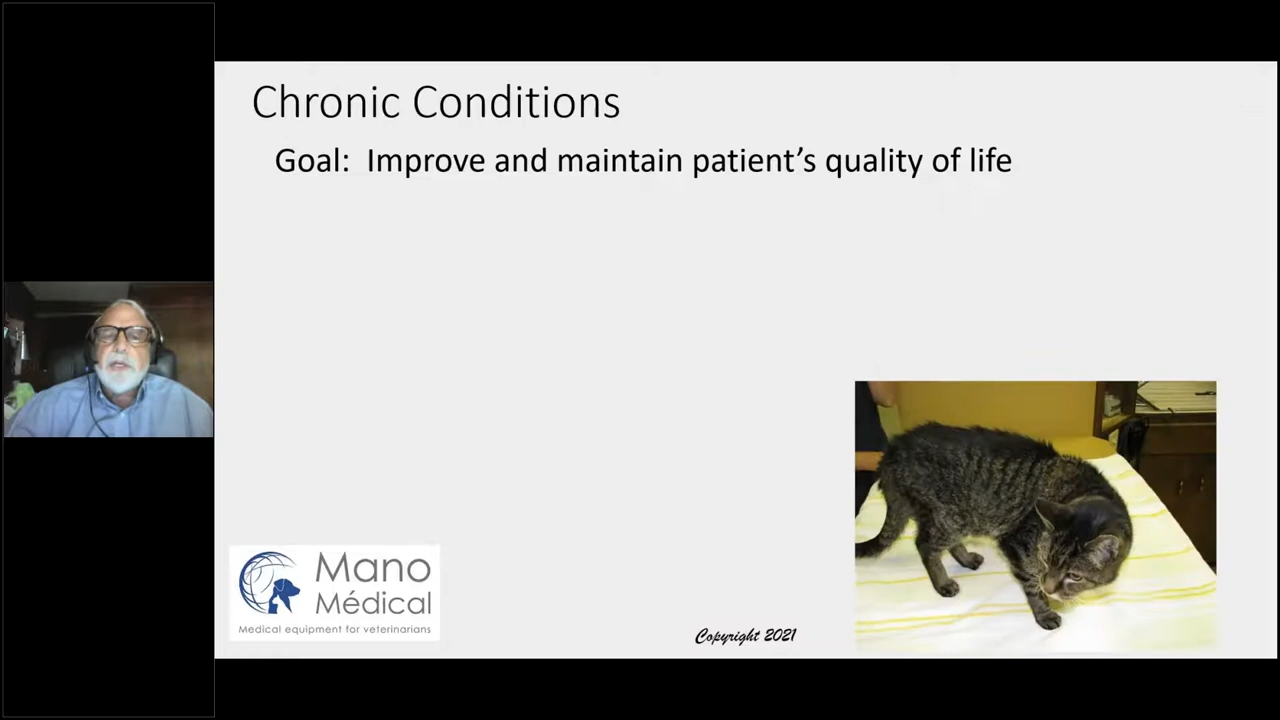 Chronic Conditions
Goal: Improve and maintain patient’s quality of life
Mano
Médical
Medical equipment for veterinarians
Copyright 2021